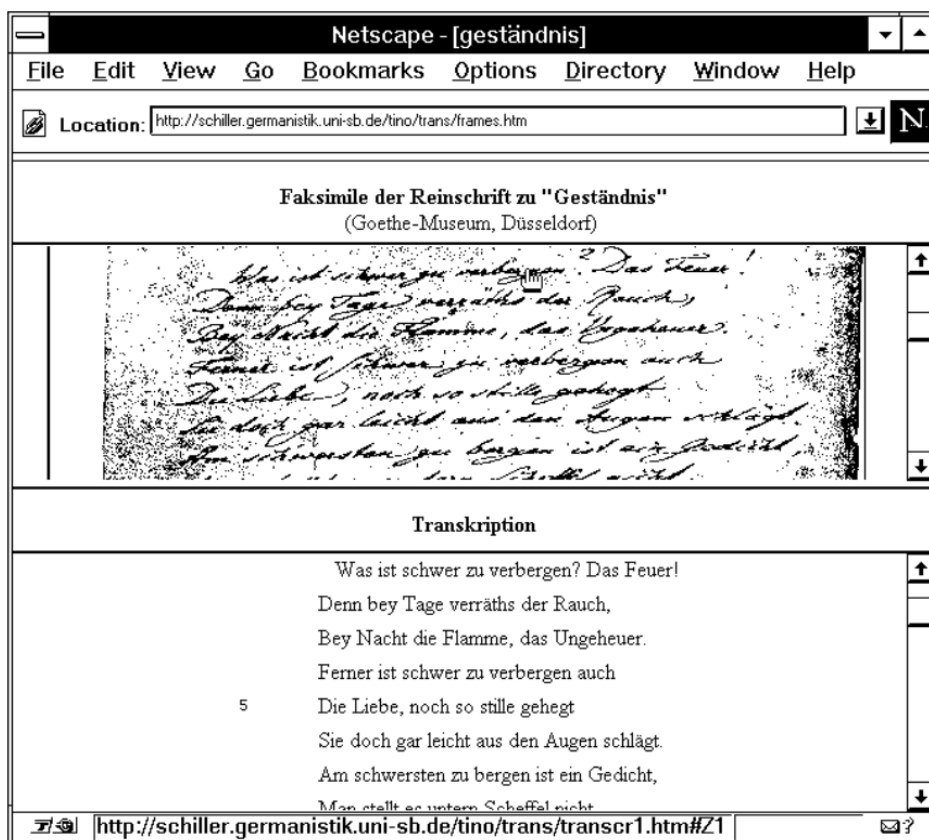 Netscape - [geständnis]
File Edit View Go Bookmarks Options Directory Window Help
Location: http://schiller.germanistik.uni-sb.de/tino/trans/frames.htm
N
Faksimile der Reinschrift zu "Geständnis"
(Goethe-Museum, Düsseldorf)
Was ist schwer zu verbergen? Das Feuer!
Denn bey Tage verräths der Rauch,
Bey Nacht die Flamme, das Ungeheuer.
Ferner ist schwer zu verbergen auch
Die Liebe, noch so stille gehegt
Sie doch gar leicht aus den Augen schlägt.
Am schwersten zu bergen ist ein Gedicht,
Transkription
Was ist schwer zu verbergen? Das Feuer!
Denn bey Tage verräths der Rauch,
Bey Nacht die Flamme, das Ungeheuer.
Ferner ist schwer zu verbergen auch
5 Die Liebe, noch so stille gehegt
Sie doch gar leicht aus den Augen schlägt.
Am schwersten zu bergen ist ein Gedicht,
Man stellt es untern Scheffel nicht
http://schiller.germanistik.uni-sb.de/tino/trans/transcr1.htm#Z1
?